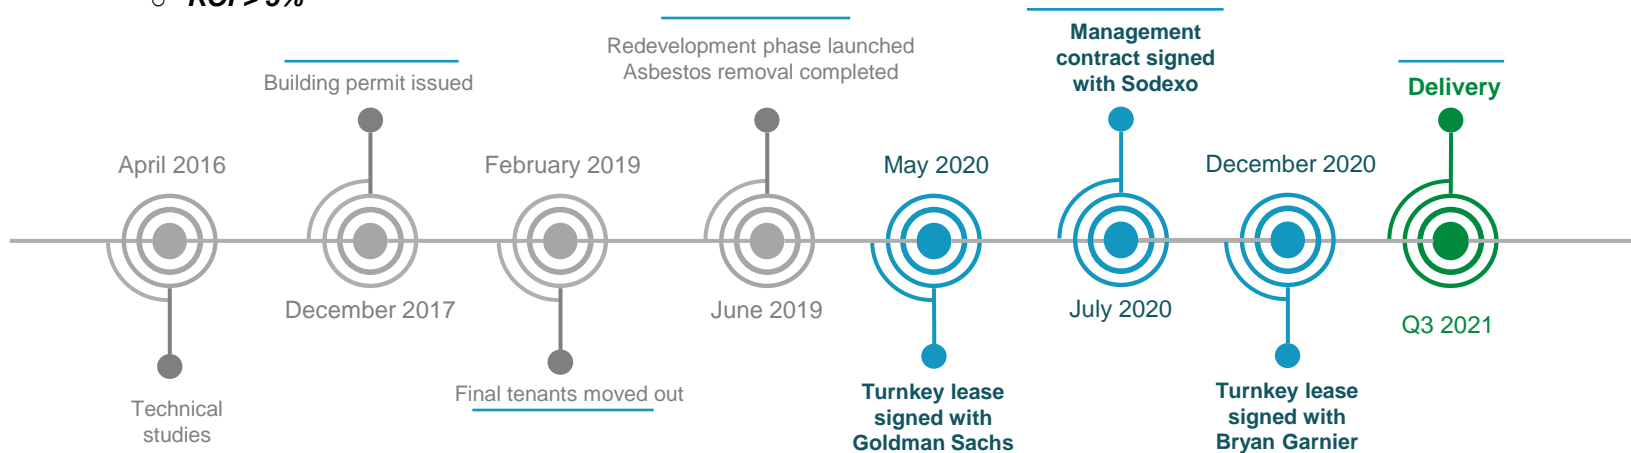 ○ ROI > 5%
Management
contract signed
with Sodexo
Redevelopment phase launched
Asbestos removal completed
Building permit issued
Delivery
April 2016
February 2019
May 2020
December 2020
December 2017
June 2019
July 2020
Q3 2021
Technical
studies
Final tenants moved out
Turnkey lease
signed with
Goldman Sachs
Turnkey lease
signed with
Bryan Garnier